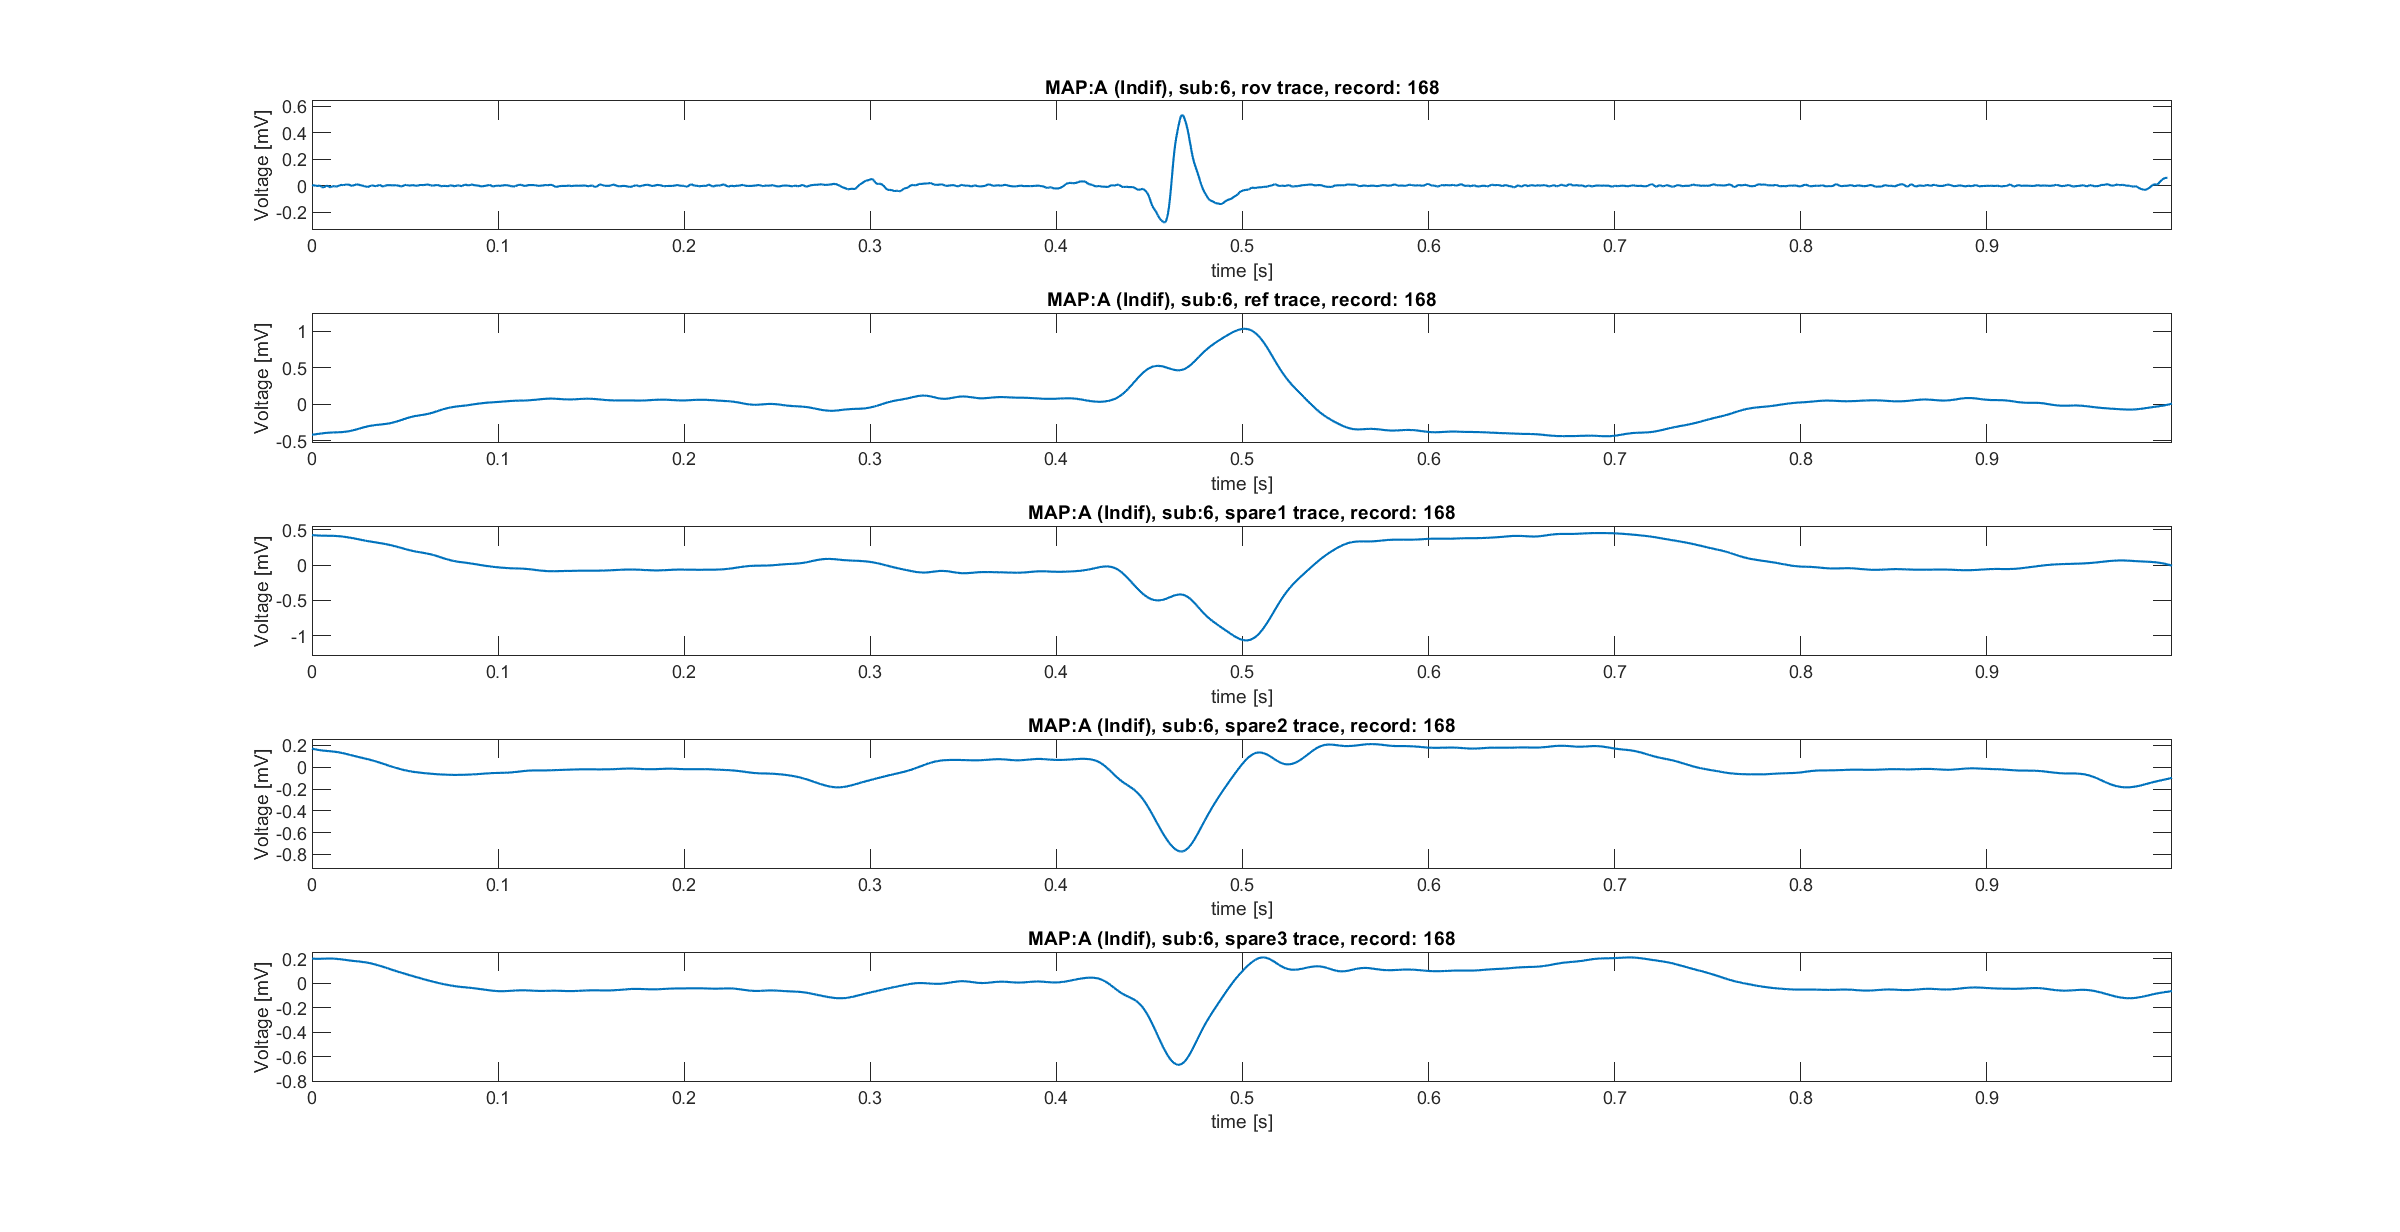 MAP:A (Indif), sub:6, rov trace, record: 168
Voltage [mV]
0.6
0.4
0.2
0
-0.2
0 0.1 0.2 0.3 0.4 0.5 0.6 0.7 0.8 0.9
time [s]
MAP:A (Indif), sub:6, ref trace, record: 168
Voltage [mV]
1
0.5
0
-0.5
0 0.1 0.2 0.3 0.4 0.5 0.6 0.7 0.8 0.9
time [s]
MAP:A (Indif), sub:6, spare1 trace, record: 168
Voltage [mV]
0.5
0
-0.5
-1
0 0.1 0.2 0.3 0.4 0.5 0.6 0.7 0.8 0.9
time [s]
MAP:A (Indif), sub:6, spare2 trace, record: 168
Voltage [mV]
0.2
0
-0.2
-0.4
-0.6
-0.8
0 0.1 0.2 0.3 0.4 0.5 0.6 0.7 0.8 0.9
time [s]
MAP:A (Indif), sub:6, spare3 trace, record: 168
Voltage [mV]
0.2
0
-0.2
-0.4
-0.6
-0.8
0 0.1 0.2 0.3 0.4 0.5 0.6 0.7 0.8 0.9
time [s]